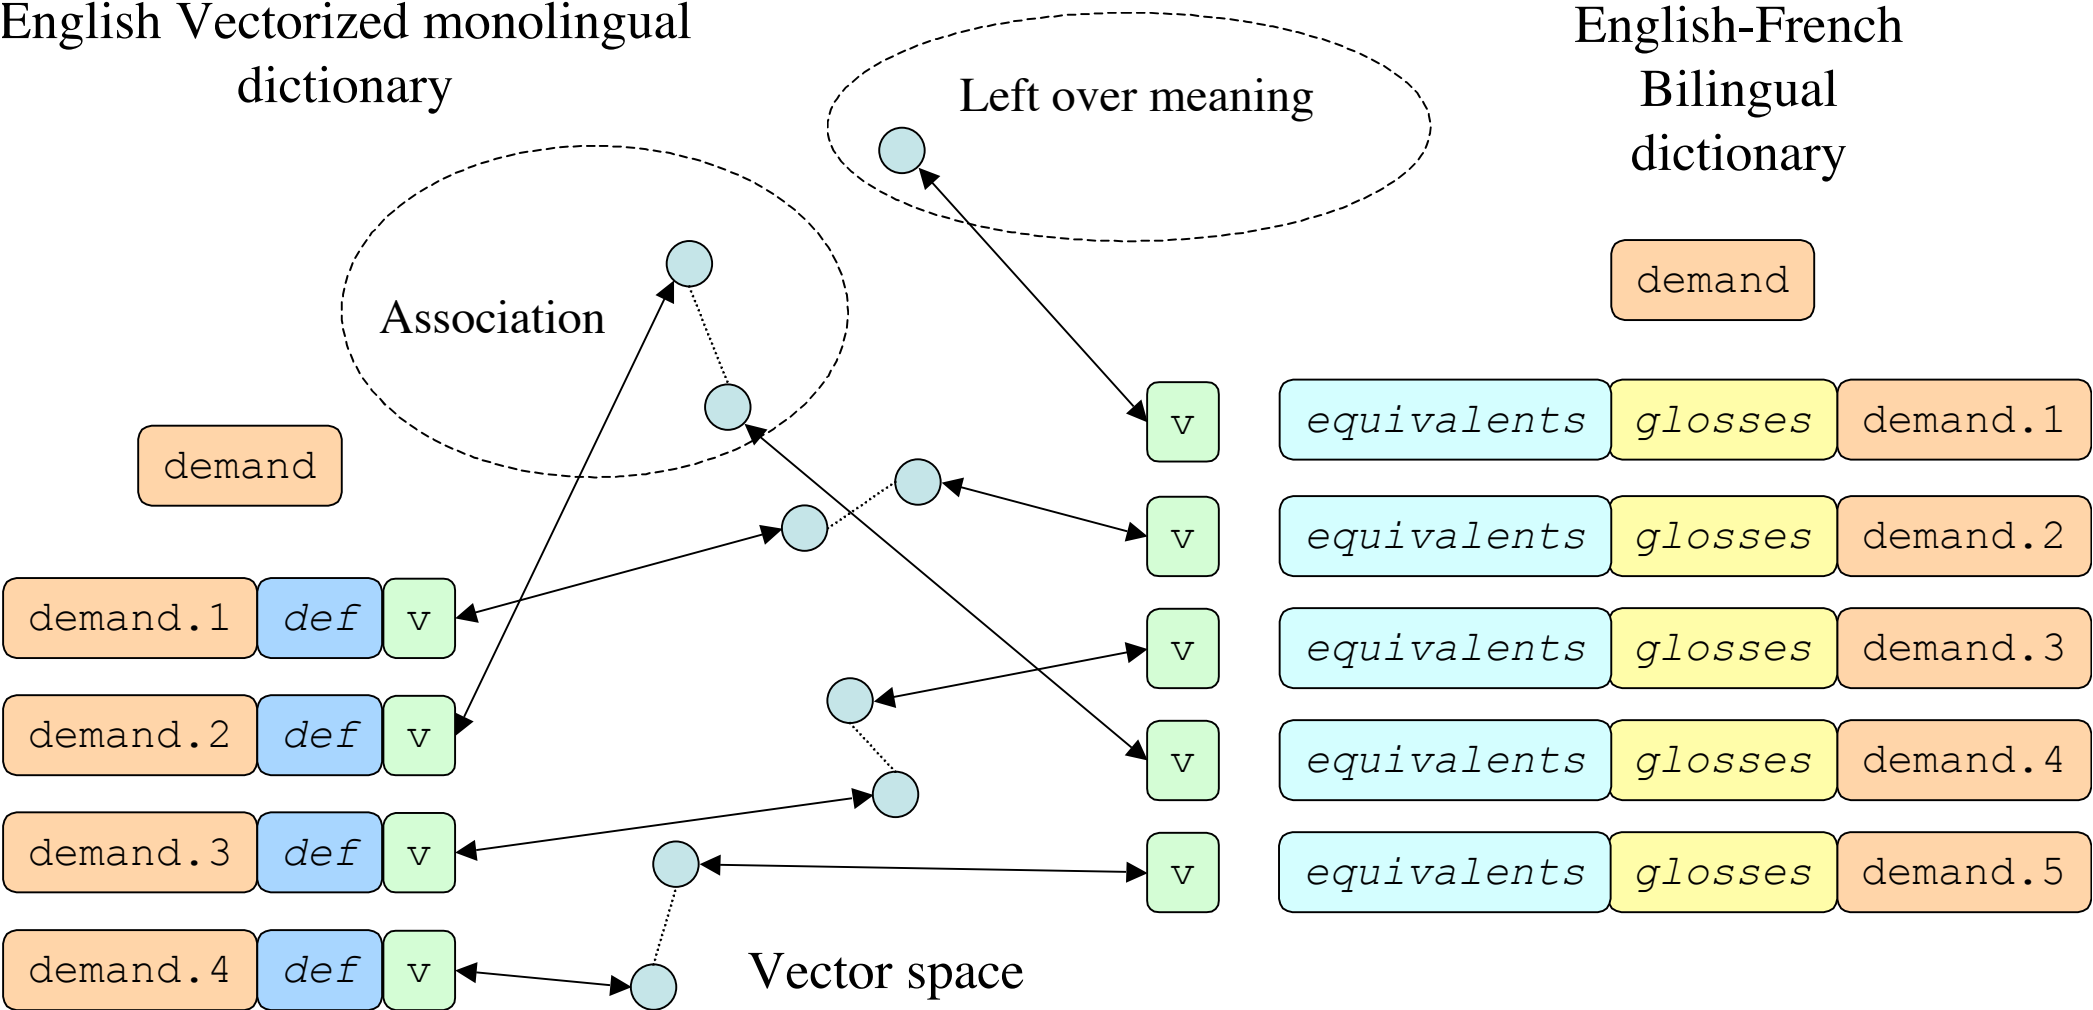 English Vectorized monolingual
dictionary
Left over meaning
English-French
Bilingual
dictionary
Association
demand
demand
demand.1 def v
demand.2 def v
demand.3 def v
demand.4 def v
v equivalents glosses demand.1
v equivalents glosses demand.2
v equivalents glosses demand.3
v equivalents glosses demand.4
v equivalents glosses demand.5
Vector space